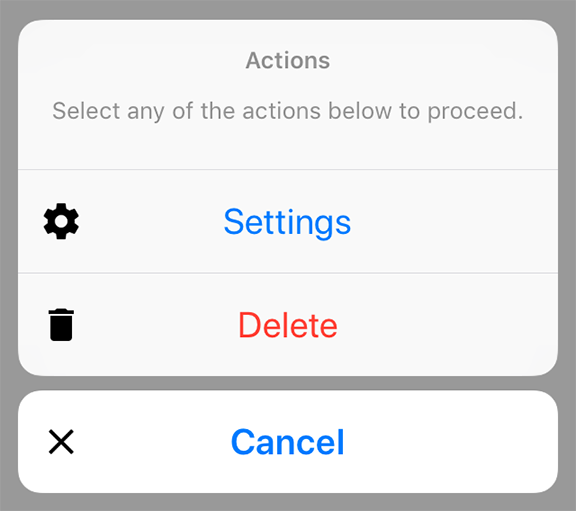 Actions
Select any of the actions below to proceed.
Settings
Delete
Cancel